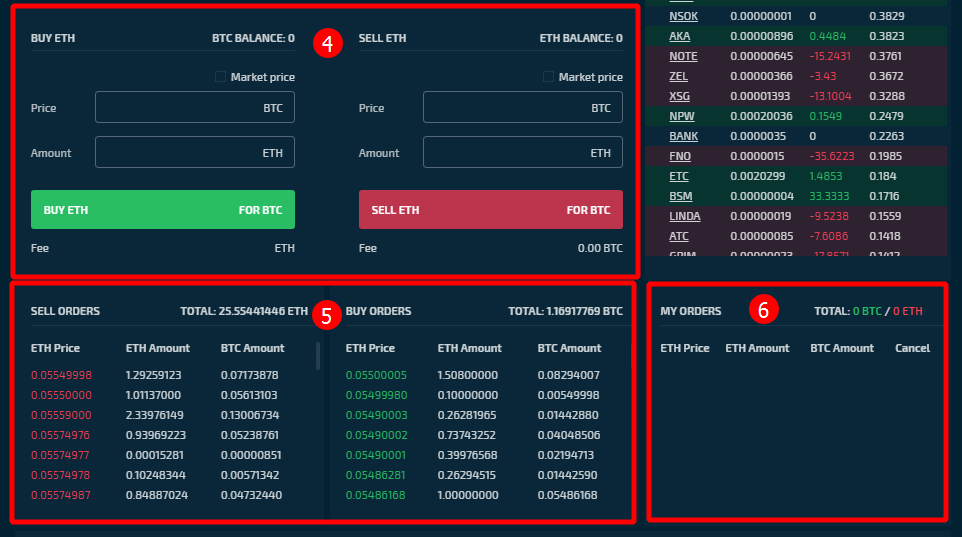 BUY ETH BTC BALANCE: 0
4
SELL ETH ETH BALANCE: 0
Market price
Market price
Price BTC
Price BTC
Amount ETH
Amount ETH
BUY ETH FOR BTC
SELL ETH FOR BTC
Fee ETH
Fee 0.00 BTC
NSOK 0.00000001 0 0.3829
AKA 0.00000896 0.4484 0.3823
NOTE 0.00000645 -15.2431 0.3761
ZEL 0.00000366 -3.43 0.3672
XSG 0.00001393 -13.1004 0.3288
NPW 0.00020036 0.1549 0.2479
BANK 0.0000035 0 0.2263
FNO 0.0000015 -35.6223 0.1985
ETC 0.0020299 1.4853 0.184
BSM 0.00000004 33.3333 0.1716
LINDA 0.00000019 -9.5238 0.1559
ATC 0.00000085 -7.6086 0.1418
SELL ORDERS TOTAL: 25.55441446 ETH
5
BUY ORDERS TOTAL: 1.16917769 BTC
ETH Price ETH Amount BTC Amount
ETH Price ETH Amount BTC Amount
0.05549998 1.29259123 0.07173878
0.05500005 1.50800000 0.08294007
0.05550000 1.01137000 0.05613103
0.05499980 0.10000000 0.00549998
0.05559000 2.33976149 0.13006734
0.05490003 0.26281965 0.01442880
0.05574976 0.93969223 0.05238761
0.05490002 0.73743252 0.04048506
0.05574977 0.00015281 0.00000851
0.05490001 0.39976568 0.02194713
0.05574978 0.10248344 0.00571342
0.05486281 0.26294515 0.01442590
0.05574987 0.84887024 0.04732440
0.05486168 1.00000000 0.05486168
MY ORDERS
6
TOTAL: 0 BTC / 0 ETH
ETH Price ETH Amount BTC Amount Cancel